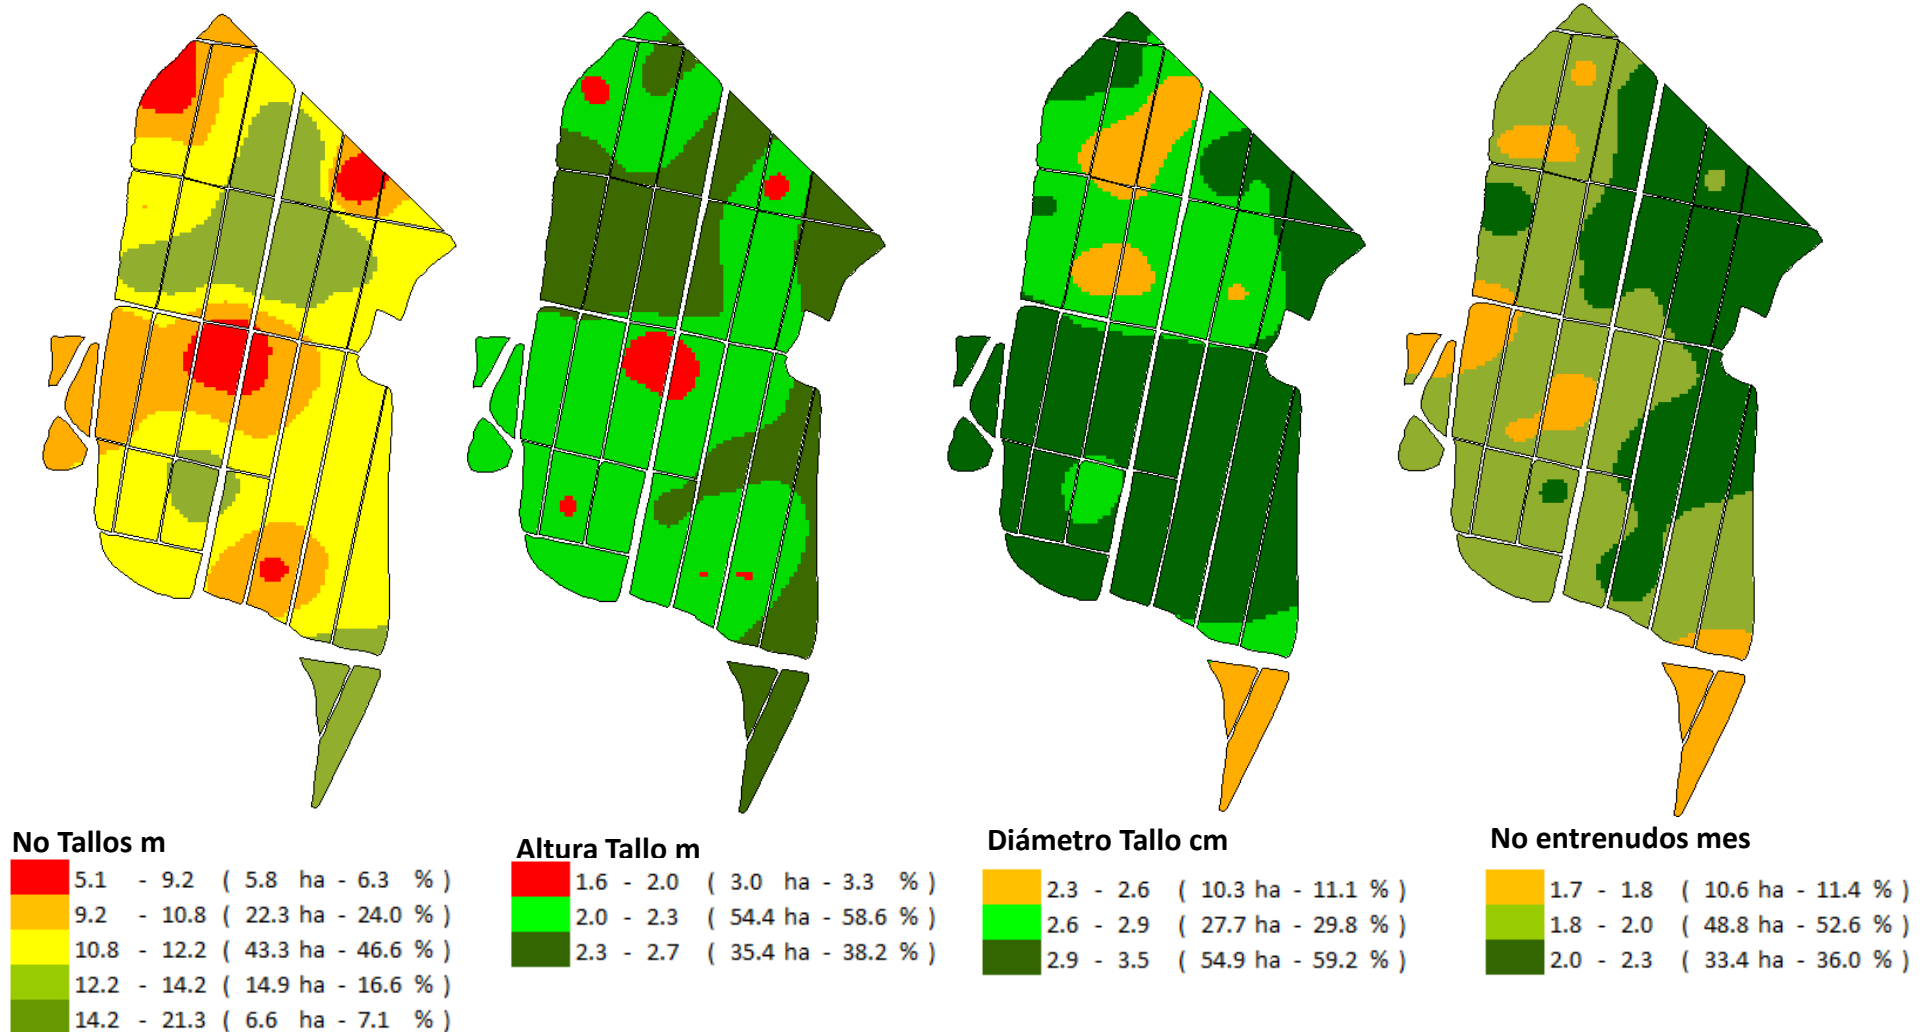 No Tallos m
5.1 - 9.2 ( 5.8 ha - 6.3 % )
9.2 - 10.8 ( 22.3 ha - 24.0 % )
10.8 - 12.2 ( 43.3 ha - 46.6 % )
12.2 - 14.2 ( 14.9 ha - 16.6 % )
14.2 - 21.3 ( 6.6 ha - 7.1 % )
Altura Tallo m
1.6 - 2.0 ( 3.0 ha - 3.3 % )
2.0 - 2.3 ( 54.4 ha - 58.6 % )
2.3 - 2.7 ( 35.4 ha - 38.2 % )
Diámetro Tallo cm
2.3 - 2.6 ( 10.3 ha - 11.1 % )
2.6 - 2.9 ( 27.7 ha - 29.8 % )
2.9 - 3.5 ( 54.9 ha - 59.2 % )
No entrenudos mes
1.7 - 1.8 ( 10.6 ha - 11.4 % )
1.8 - 2.0 ( 48.8 ha - 52.6 % )
2.0 - 2.3 ( 33.4 ha - 36.0 % )